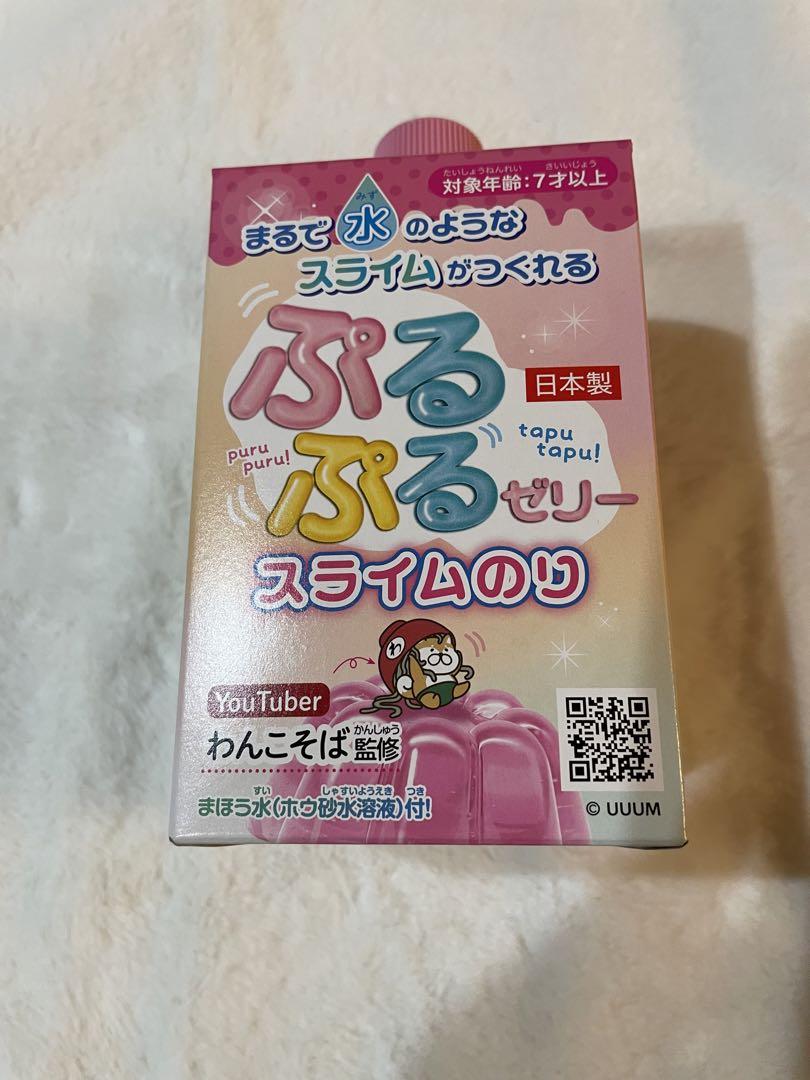 たいしょうねんれい さいいじょう
対象年齢：7才以上
みず
まるで水のような
スライムがつくれる
ぷる
日本製
puru
puru!
ぷる
ゼリー
tapu
tapu!
スライムのり
わ
YouTuber
かんしゅう
わんこそば監修
すい しゃすいようえき つき
まほう水(ホウ砂水溶液)付!
© UUUM